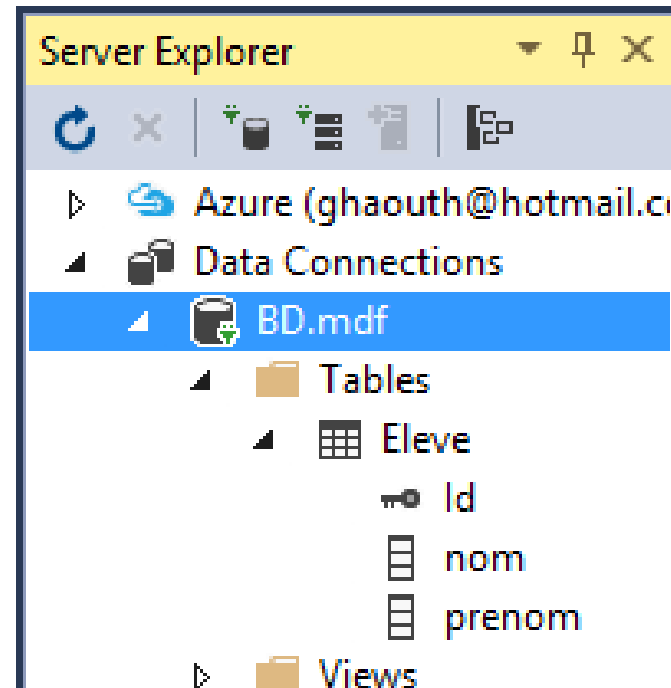 Server Explorer
Azure (ghaouth@hotmail.c
Data Connections
BD.mdf
Tables
Eleve
Id
nom
prenom
Views